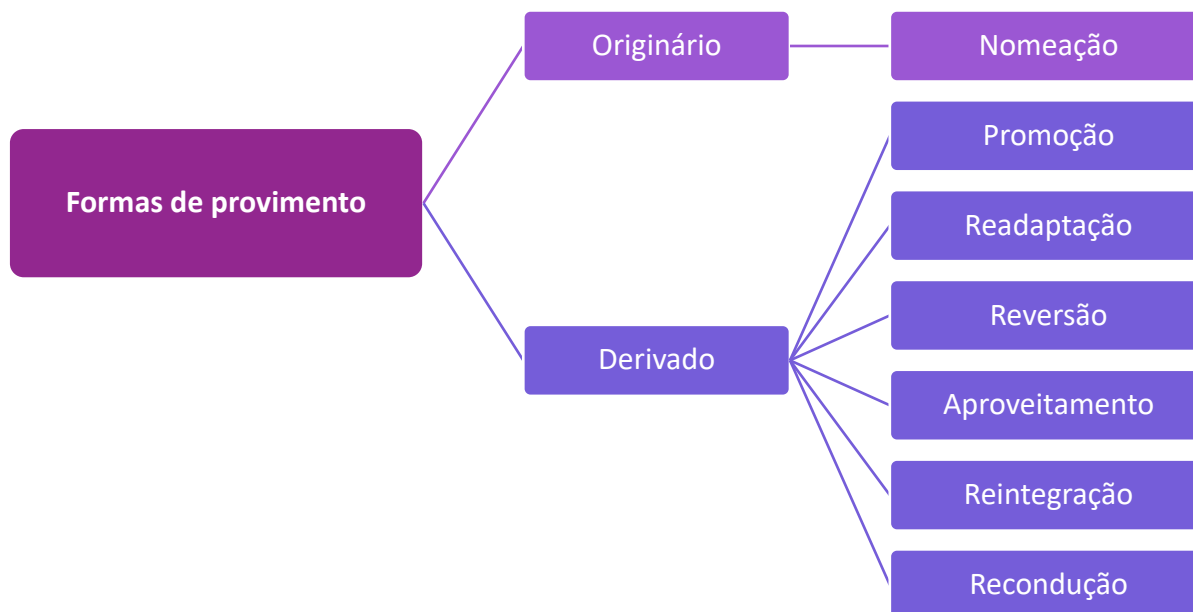 Formas de provimento
Originário
Nomeação
Derivado
Promoção
Readaptação
Reversão
Aproveitamento
Reintegração
Recondução